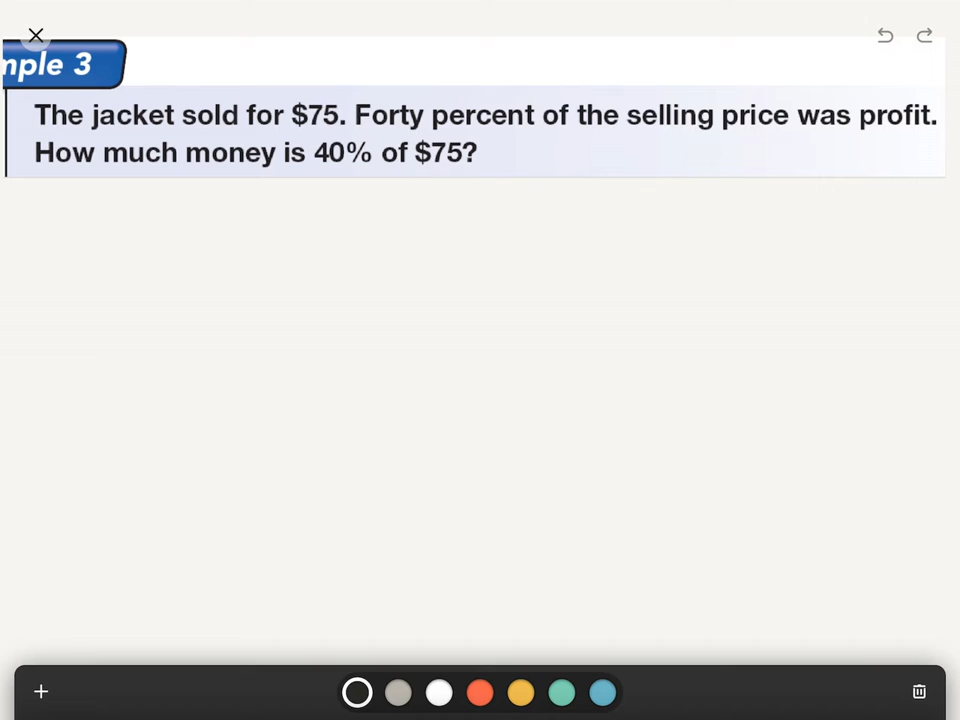 mple 3
The jacket sold for $75. Forty percent of the selling price was profit.
How much money is 40% of $75?